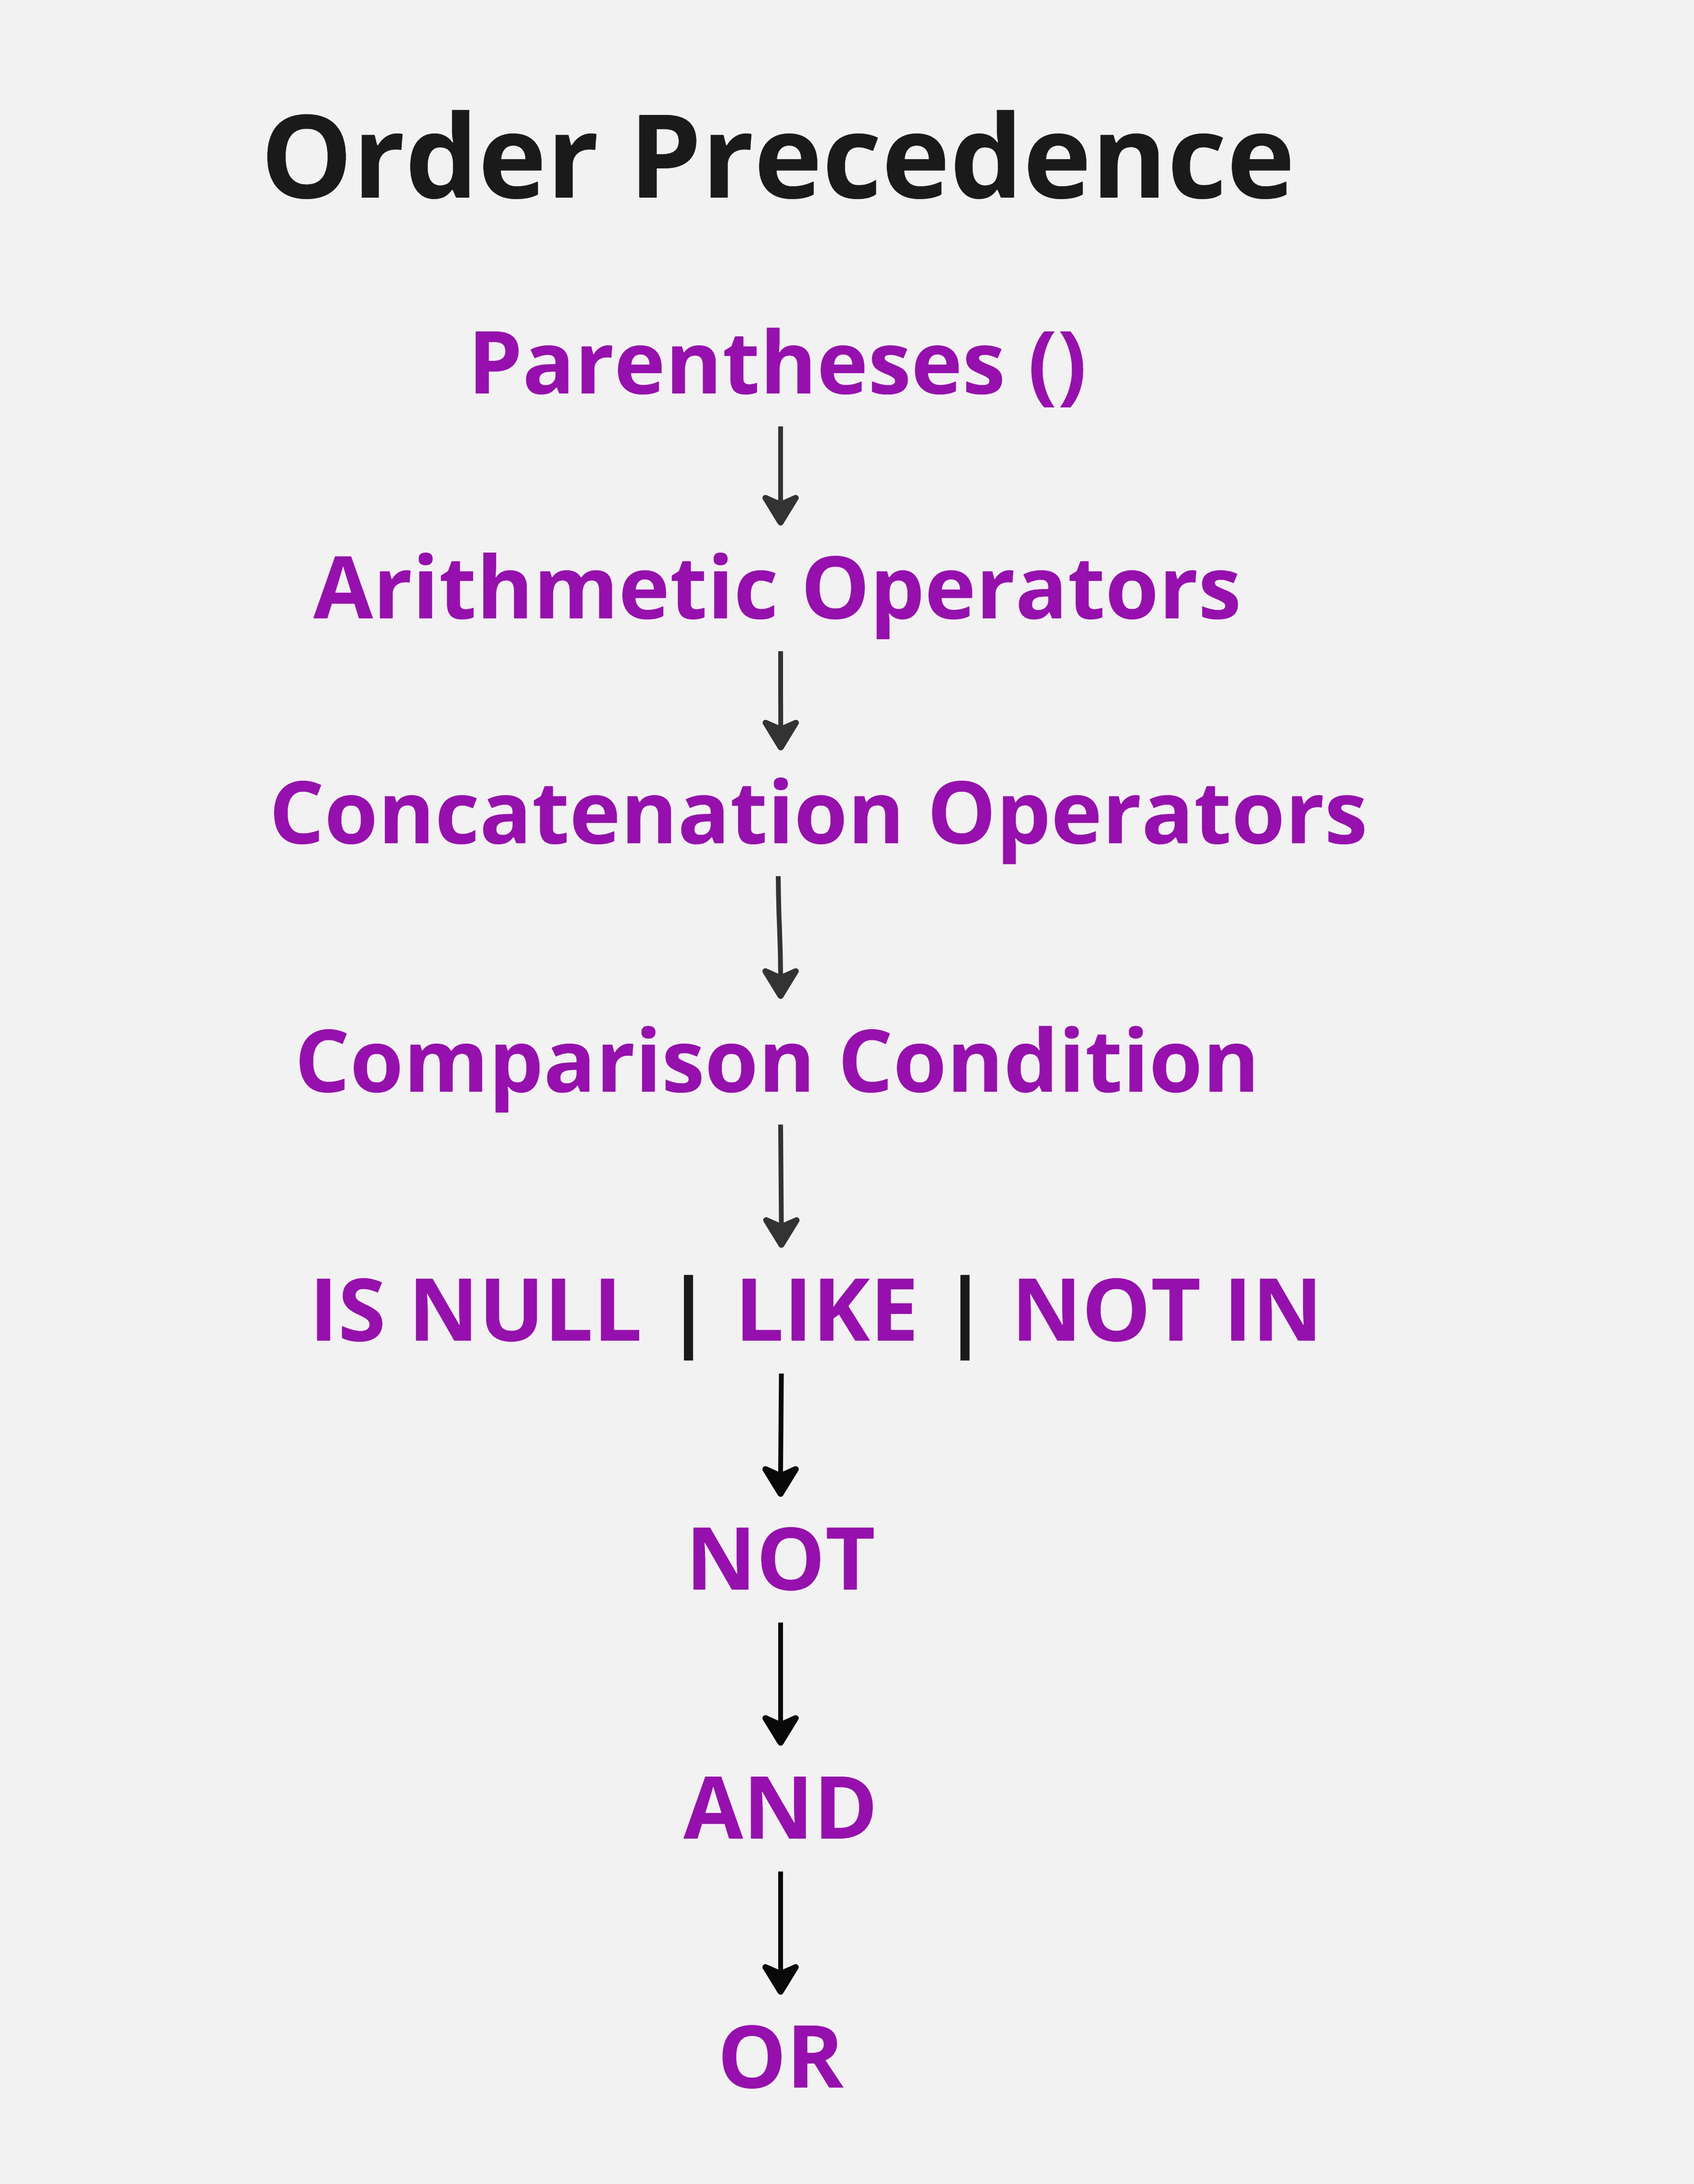 Order Precedence
Parentheses ()
Arithmetic Operators
Concatenation Operators
Comparison Condition
IS NULL | LIKE | NOT IN
NOT
AND
OR